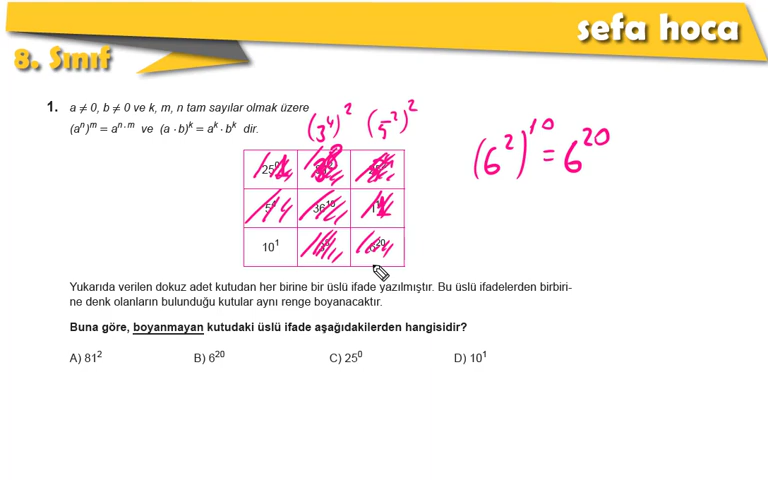 sefa hoca
8. Sınıf
1. a ≠ 0, b ≠ 0 ve k, m, n tam sayılar olmak üzere
(aⁿ)ᵐ = aⁿ·ᵐ ve (a · b)ᵏ = aᵏ · bᵏ dir.
(3⁴)² (5²)²
(6²)¹⁰ = 6²⁰
25⁰
36¹⁰
10¹ 6²⁰
Yukarıda verilen dokuz adet kutudan her birine bir üslü ifade yazılmıştır. Bu üslü ifadelerden birbiri-
ne denk olanların bulunduğu kutular aynı renge boyanacaktır.
Buna göre, boyanmayan kutudaki üslü ifade aşağıdakilerden hangisidir?
A) 81² B) 6²⁰ C) 25⁰ D) 10¹